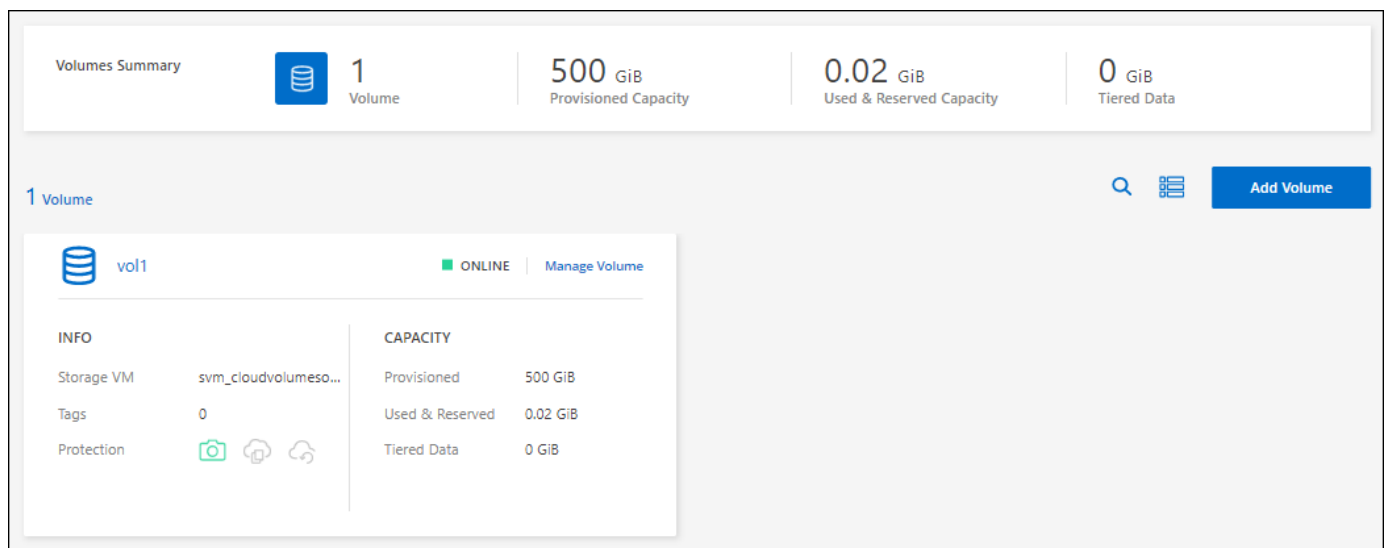 Volumes Summary
1
Volume
500 GiB
Provisioned Capacity
0.02 GiB
Used & Reserved Capacity
0 GiB
Tiered Data
1 Volume
Add Volume
vol1
ONLINE
Manage Volume
INFO
Storage VM svm_cloudvolumeso...
Tags 0
Protection
CAPACITY
Provisioned 500 GiB
Used & Reserved 0.02 GiB
Tiered Data 0 GiB